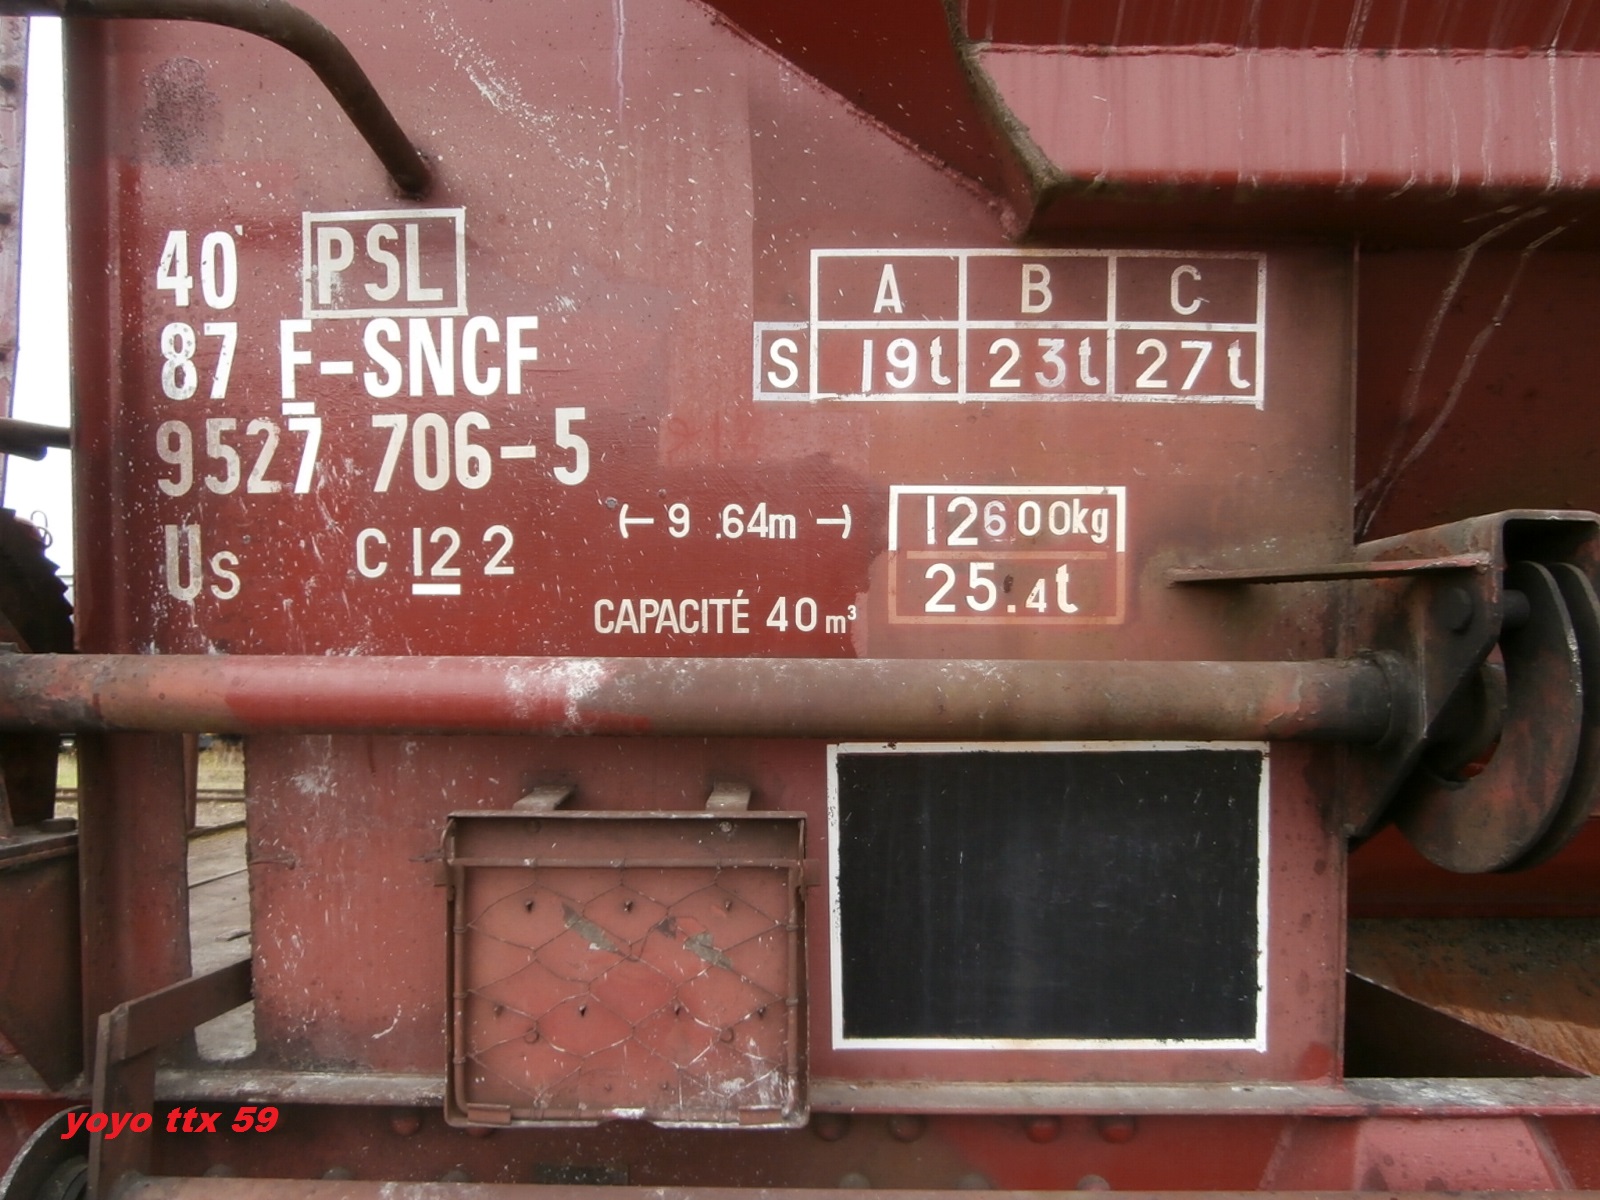 40 PSL
87 F-SNCF
9527 706-5
Us C 12 2
9.64m
CAPACITÉ 40 m³
A B C
S 19t 23t 27t
12600kg
25.4t
yoyo ttx 59